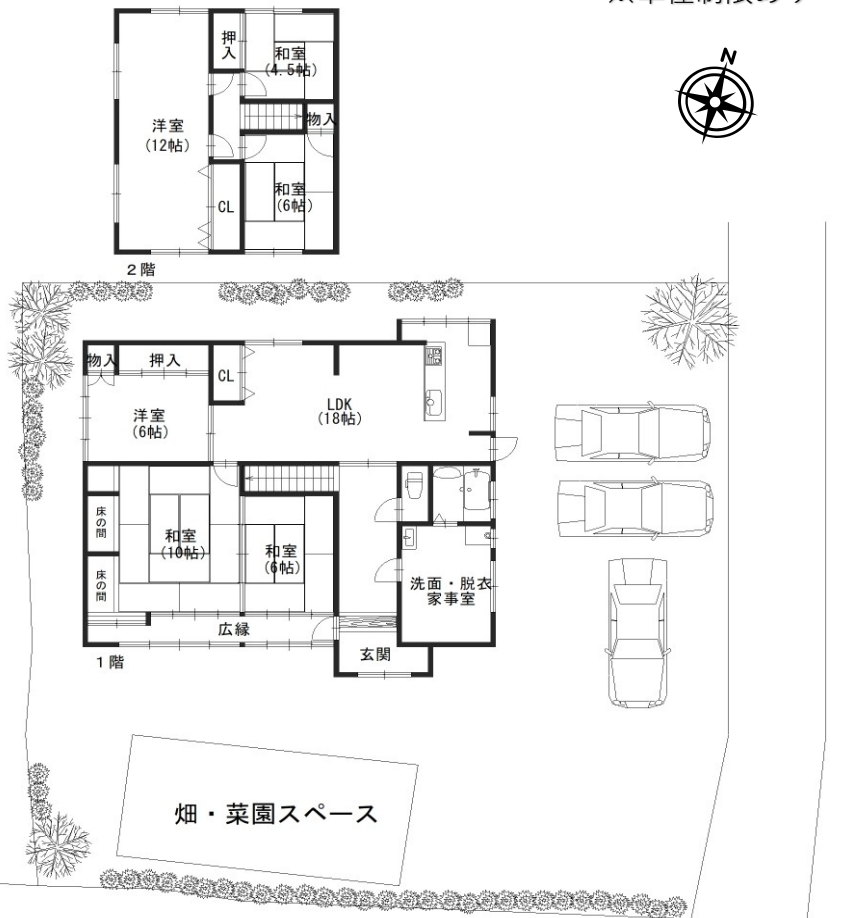 N
押入
和室
(4.5帖)
洋室
(12帖)
物入
和室
(6帖)
CL
2階
物入
押入
CL
LDK
(18帖)
洋室
(6帖)
床の間
和室
(10帖)
和室
(6帖)
床の間
洗面・脱衣
家事室
広縁
玄関
1階
畑・菜園スペース